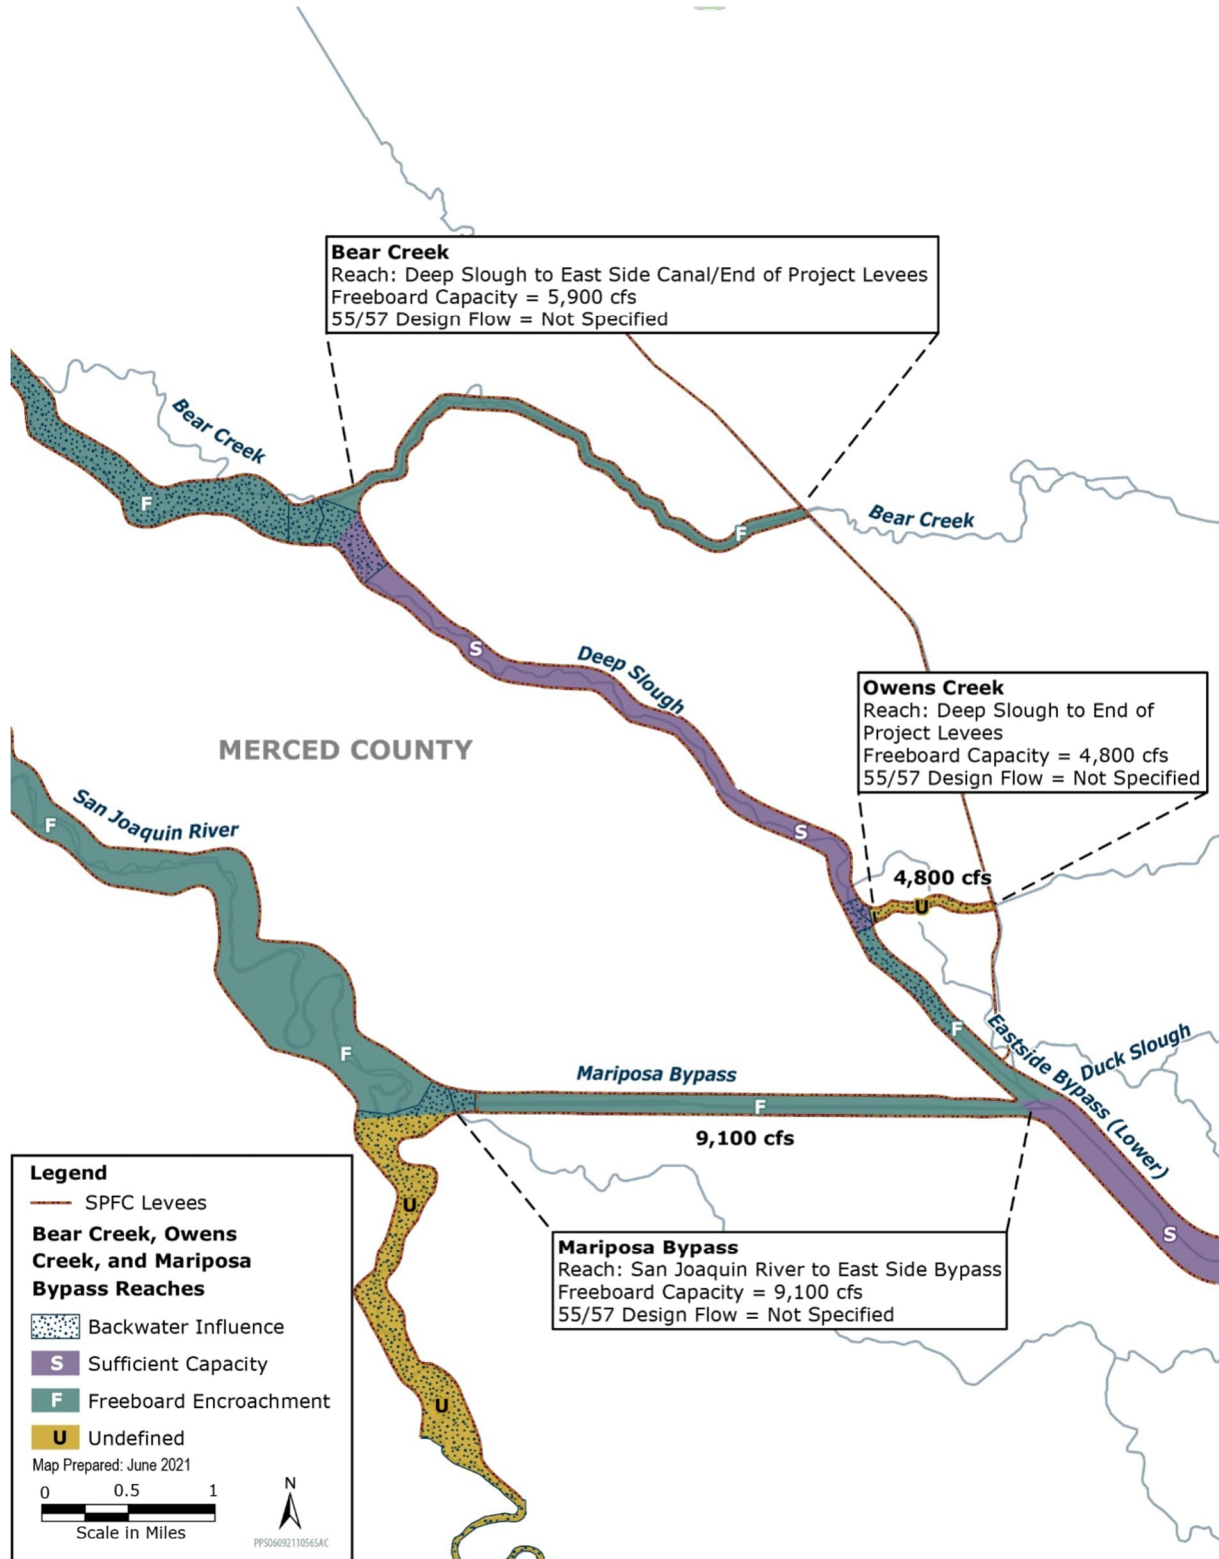 Bear Creek
Reach: Deep Slough to East Side Canal/End of Project Levees
Freeboard Capacity = 5,900 cfs
55/57 Design Flow = Not Specified
Bear Creek
F
F
Bear Creek
S
Deep Slough
Owens Creek
Reach: Deep Slough to End of
Project Levees
Freeboard Capacity = 4,800 cfs
55/57 Design Flow = Not Specified
MERCED COUNTY
San Joaquin River
F
S
4,800 cfs
U
F
Eastside Bypass (Lower)
Duck Slough
F
Mariposa Bypass
F
9,100 cfs
U
S
Mariposa Bypass
Reach: San Joaquin River to East Side Bypass
Freeboard Capacity = 9,100 cfs
55/57 Design Flow = Not Specified
U
Legend
SPFC Levees
Bear Creek, Owens
Creek, and Mariposa
Bypass Reaches
Backwater Influence
S Sufficient Capacity
F Freeboard Encroachment
U Undefined
Map Prepared: June 2021
0 0.5 1
Scale in Miles
N
PPS0609211056SAC